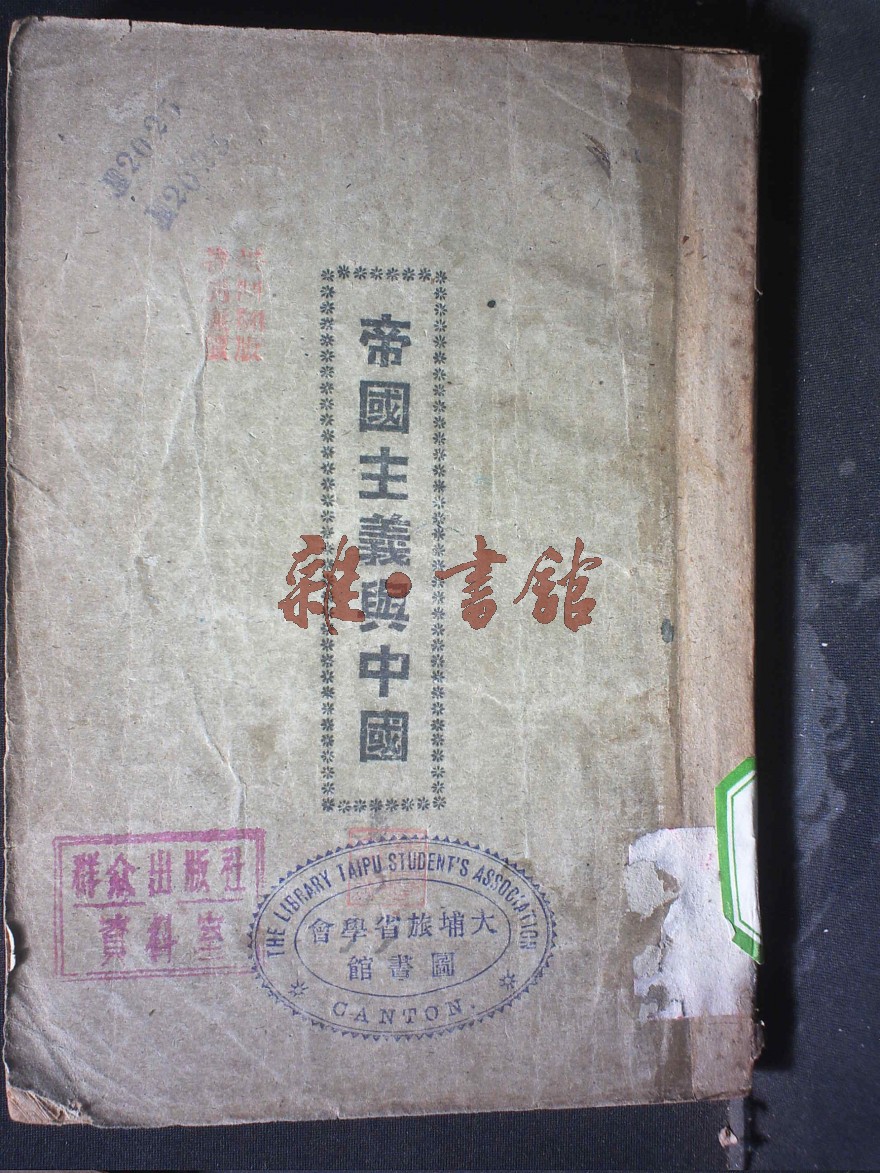 帝國主義與中國
雜·書館
群众出版社
資料室
THE LIBRARY TAIPU STUDENT'S ASSOCIATION
大埔旅省學會
圖書館
CANTON.